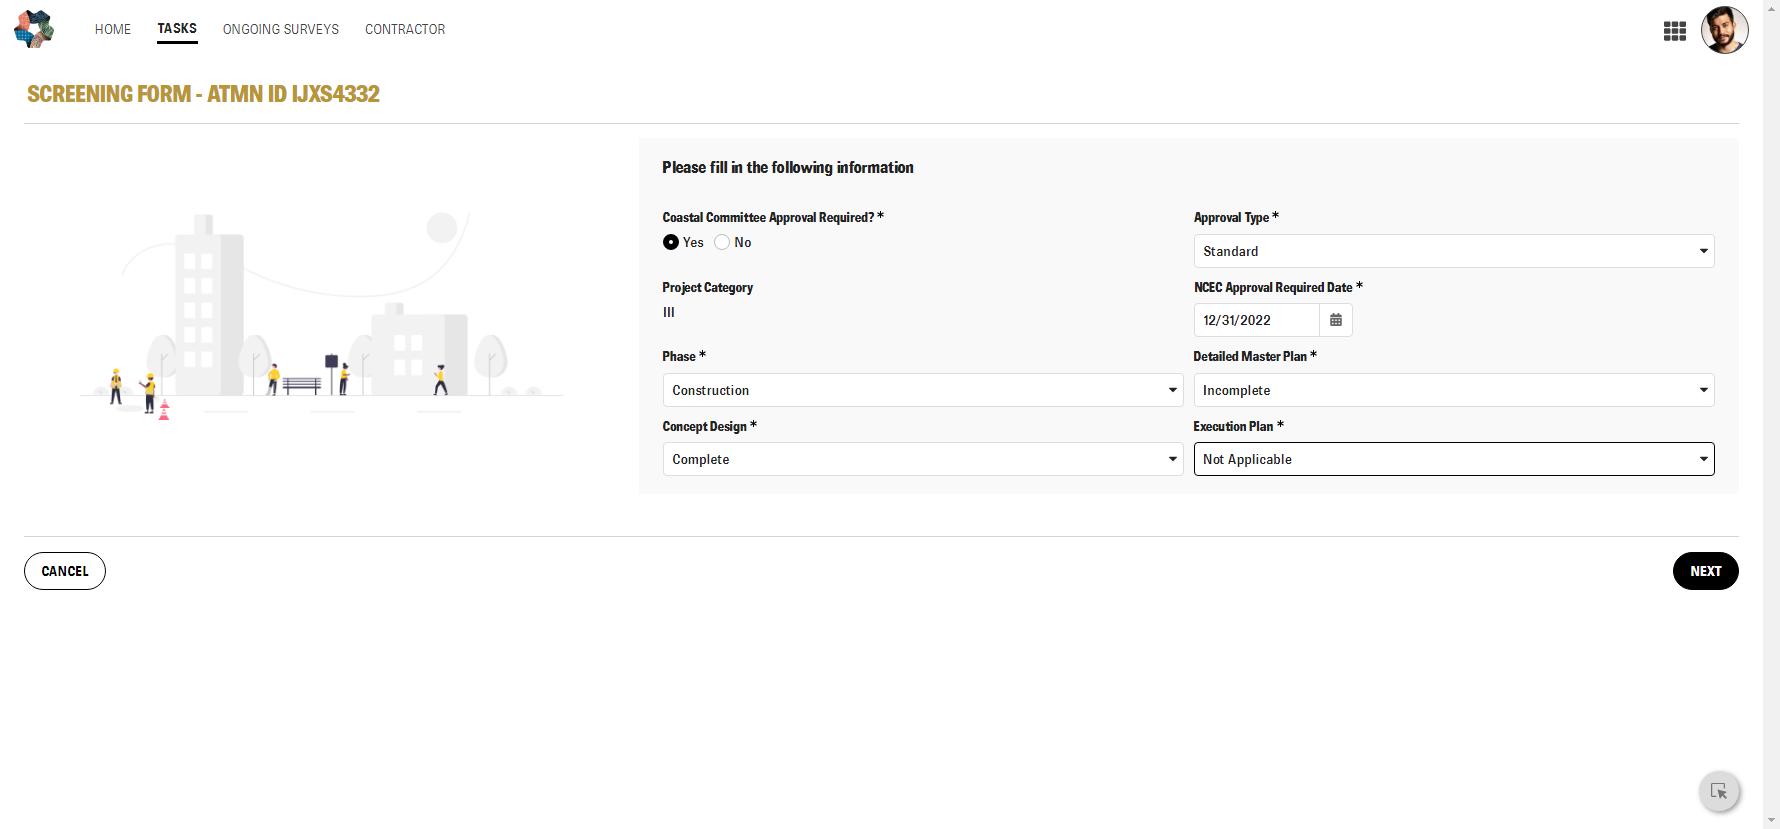 HOME TASKS ONGOING SURVEYS CONTRACTOR
SCREENING FORM - ATMN ID IJXS4332
Please fill in the following information
Coastal Committee Approval Required? *
Yes No
Approval Type *
Standard
Project Category
III
NCEC Approval Required Date *
12/31/2022
Phase *
Construction
Detailed Master Plan *
Incomplete
Concept Design *
Complete
Execution Plan *
Not Applicable
CANCEL
NEXT